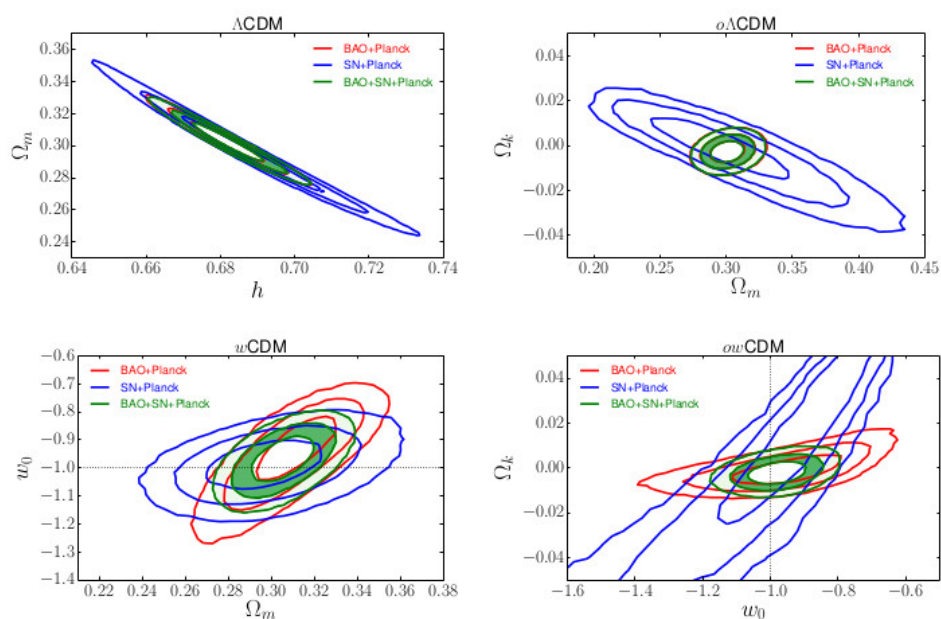 ΛCDM
0.36
0.32
0.28
0.24
Ω_m
BAO+Planck
SN+Planck
BAO+SN+Planck
0.64 0.66 0.68 0.70 0.72 0.74
h
oΛCDM
0.04
0.02
0.00
−0.02
−0.04
Ω_k
BAO+Planck
SN+Planck
BAO+SN+Planck
0.20 0.25 0.30 0.35 0.40 0.45
Ω_m
wCDM
−0.6
−0.7
−0.8
−0.9
−1.0
−1.1
−1.2
−1.3
−1.4
w_0
BAO+Planck
SN+Planck
BAO+SN+Planck
0.22 0.24 0.26 0.28 0.30 0.32 0.34 0.36 0.38
Ω_m
owCDM
0.04
0.02
0.00
−0.02
−0.04
Ω_k
BAO+Planck
SN+Planck
BAO+SN+Planck
−1.6 −1.4 −1.2 −1.0 −0.8 −0.6
w_0